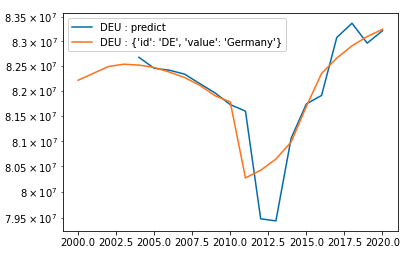 DEU : predict
DEU : {'id': 'DE', 'value': 'Germany'}
8.35 × 10⁷
8.3 × 10⁷
8.25 × 10⁷
8.2 × 10⁷
8.15 × 10⁷
8.1 × 10⁷
8.05 × 10⁷
8 × 10⁷
7.95 × 10⁷
2000.0 2002.5 2005.0 2007.5 2010.0 2012.5 2015.0 2017.5 2020.0